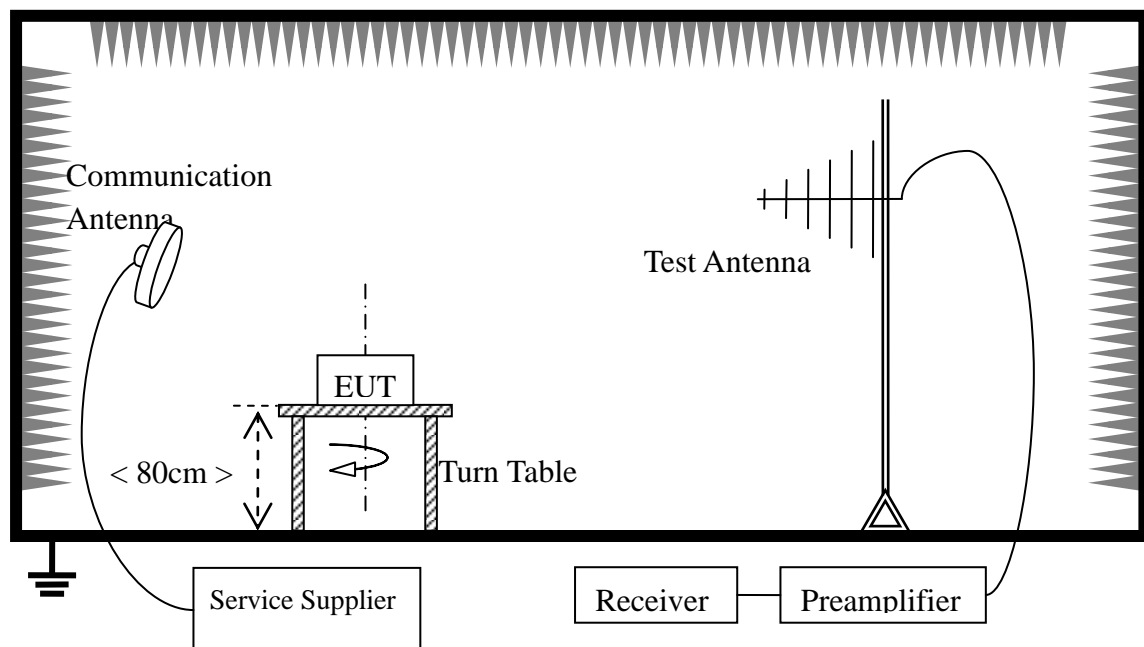 Communication
Antenna
Test Antenna
EUT
< 80cm >
Turn Table
Service Supplier
Receiver
Preamplifier